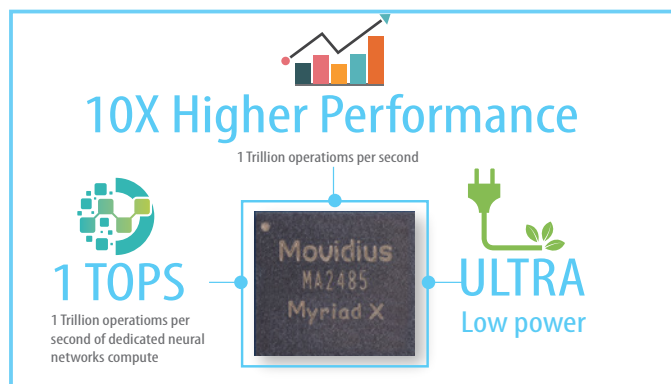 10X Higher Performance
1 Trillion operatioms per second
1 TOPS
1 Trillion operatioms per
second of dedicated neural
networks compute
Movidius
MA2485
Myriad X
ULTRA
Low power